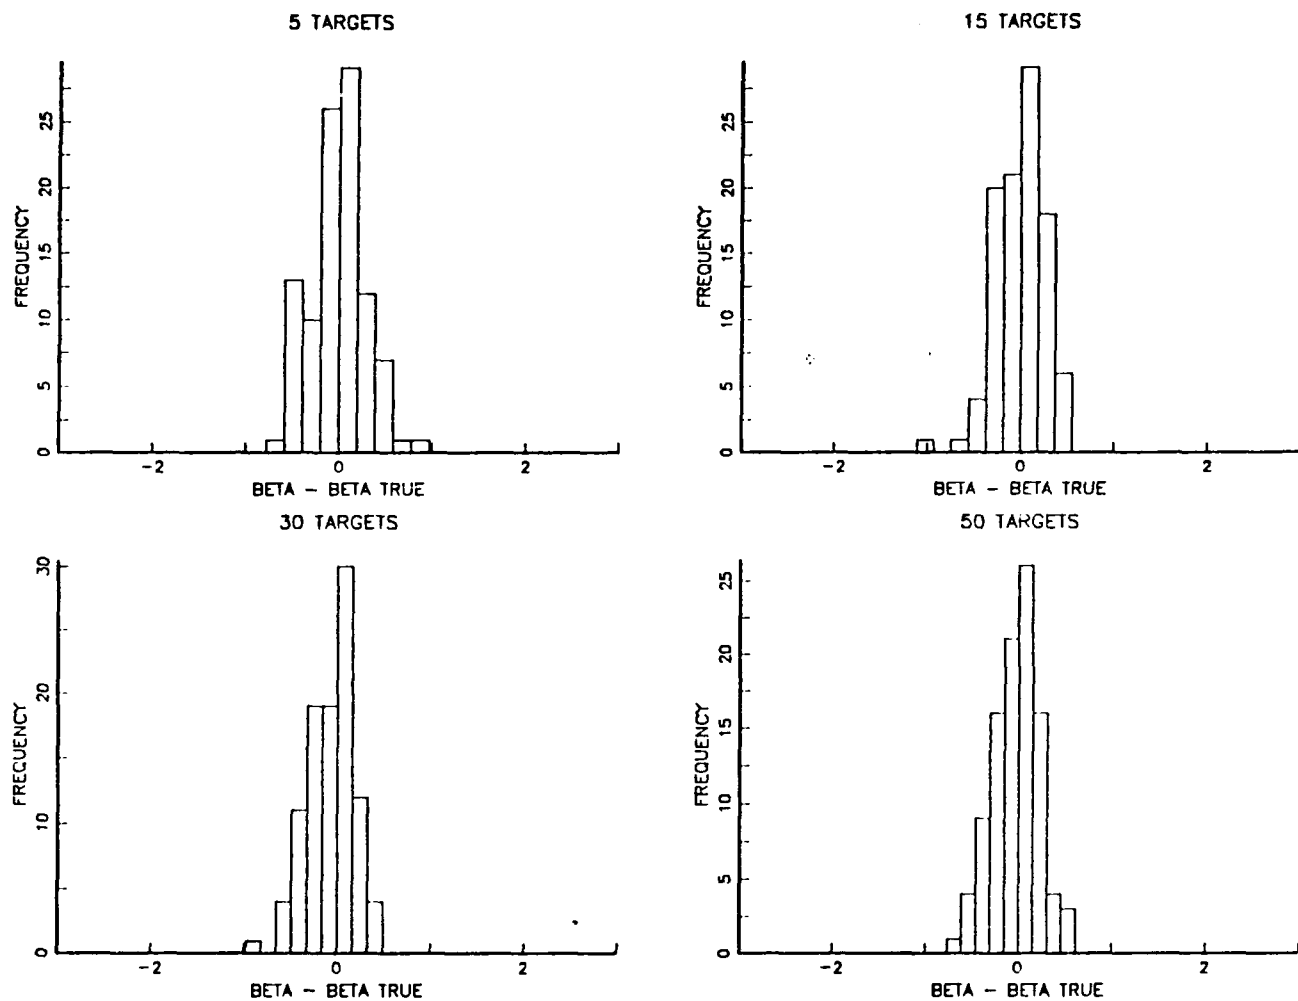 5 TARGETS
FREQUENCY
0 5 10 15 20 25
-2 0 2
BETA - BETA TRUE
15 TARGETS
FREQUENCY
0 5 10 15 20 25
-2 0 2
BETA - BETA TRUE
30 TARGETS
FREQUENCY
0 10 20 30
-2 0 2
BETA - BETA TRUE
50 TARGETS
FREQUENCY
0 5 10 15 20 25
-2 0 2
BETA - BETA TRUE